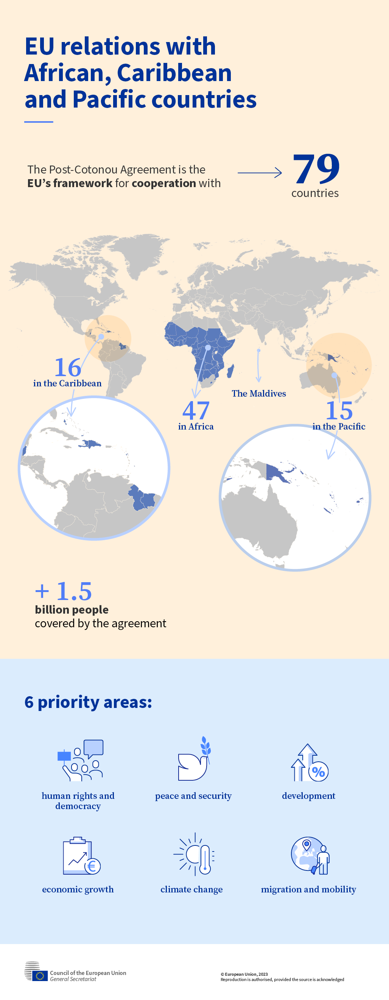 EU relations with
African, Caribbean
and Pacific countries
The Post-Cotonou Agreement is the
EU’s framework for cooperation with
79
countries
16
in the Caribbean
47
in Africa
The Maldives
15
in the Pacific
+ 1.5
billion people
covered by the agreement
6 priority areas:
human rights and
democracy
peace and security
development
%
economic growth
€
climate change
migration and mobility
Council of the European Union
General Secretariat
© European Union, 2023
Reproduction is authorised, provided the source is acknowledged